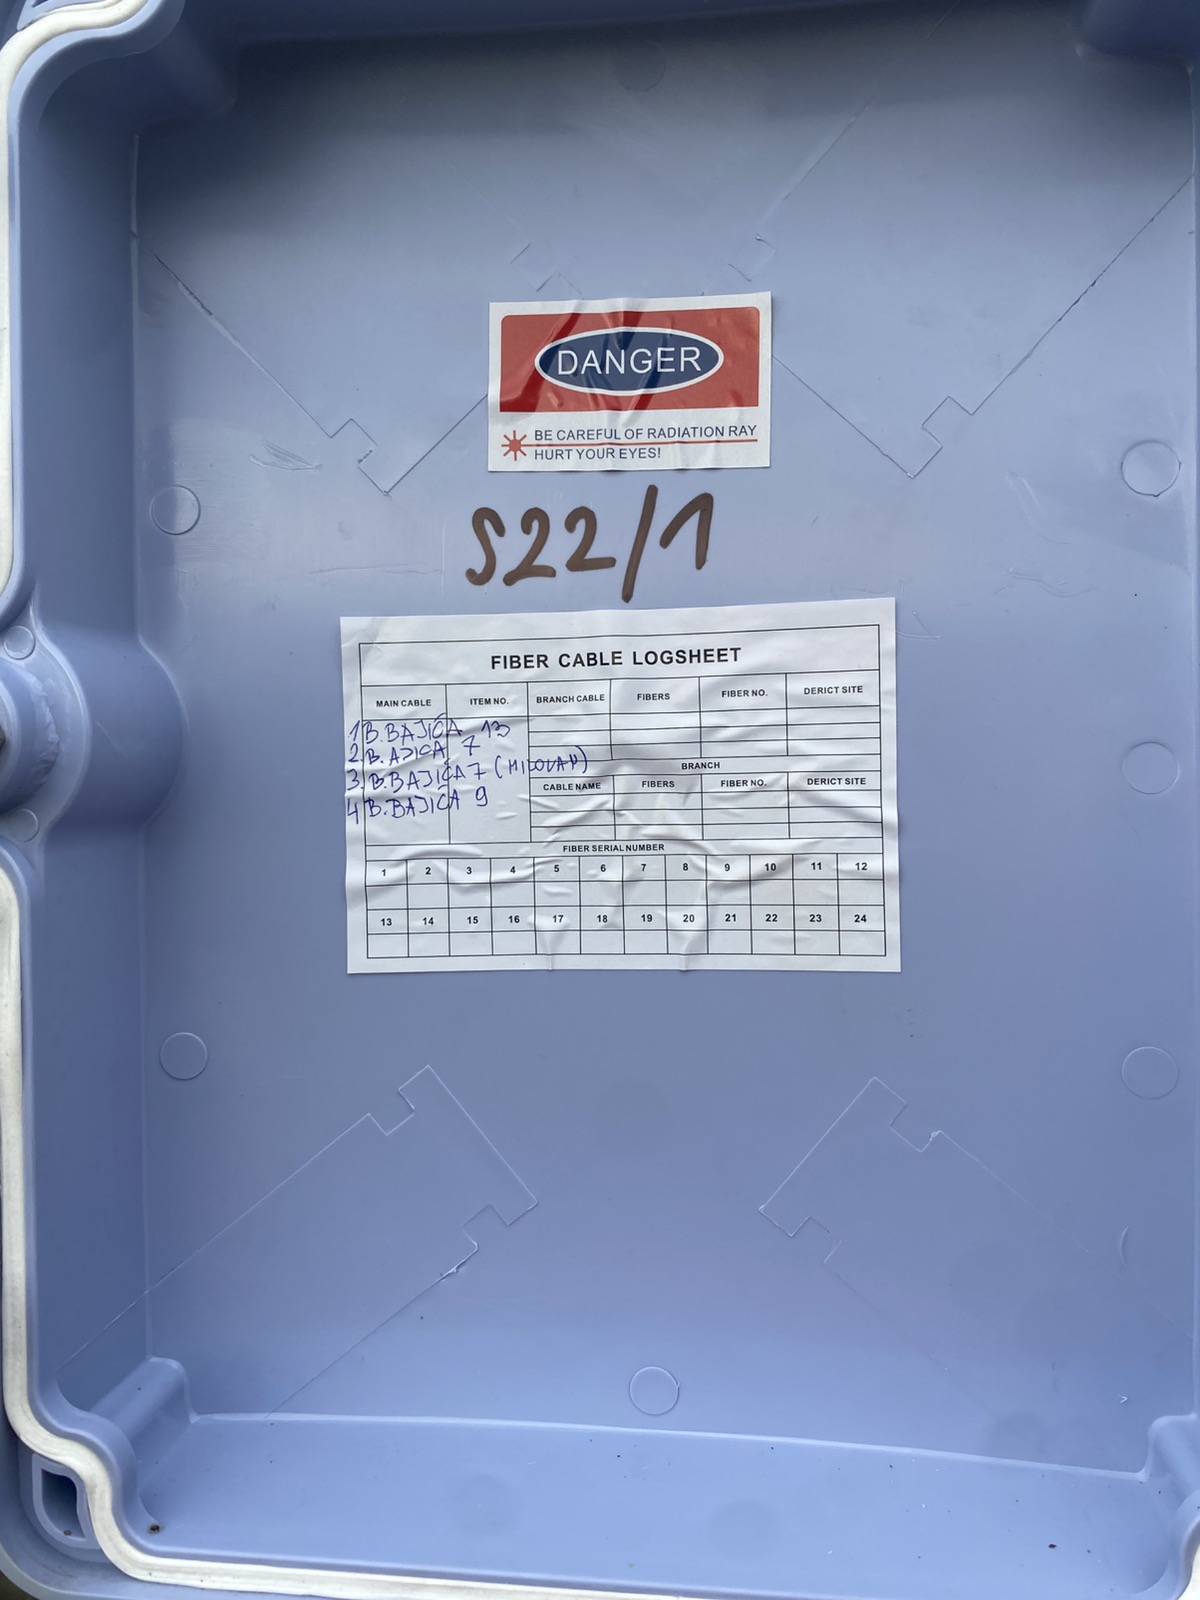 DANGER
BE CAREFUL OF RADIATION RAY
HURT YOUR EYES!
S22/1
FIBER CABLE LOGSHEET
MAIN CABLE ITEM NO. BRANCH CABLE FIBERS FIBER NO. DERICT SITE
1 B. BAJIĆA 13
2. B. AJICA 7
3. B. BAJIĆA 7 (MILOVAN)
4 B. BAJIĆA 9
BRANCH
CABLE NAME FIBERS FIBER NO. DERICT SITE
FIBER SERIAL NUMBER
1 2 3 4 5 6 7 8 9 10 11 12
13 14 15 16 17 18 19 20 21 22 23 24